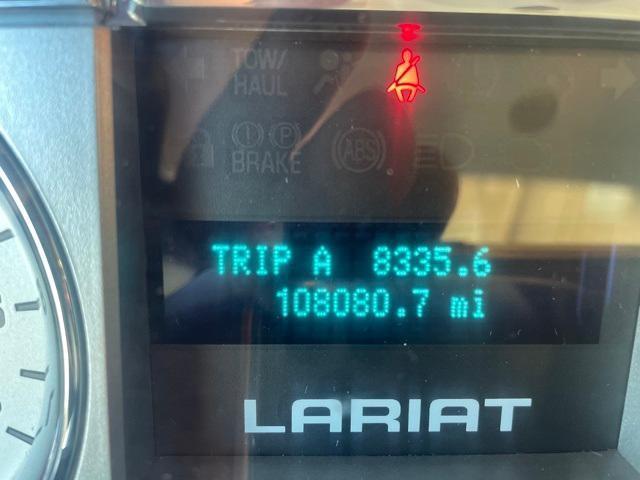 TOW/
HAUL
BRAKE
ABS
TRIP A 8335.6
108080.7 mi
LARIAT